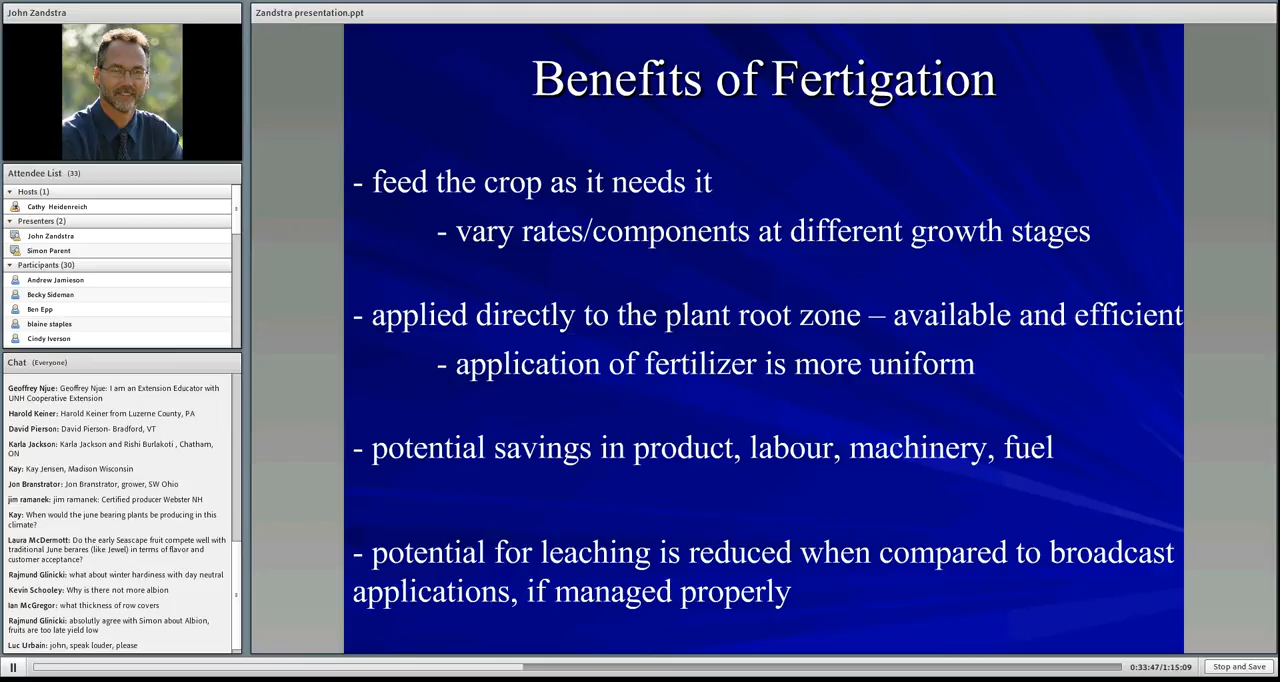 John Zandstra
Attendee List (33)
Hosts (1)
Cathy Heidenreich
Presenters (2)
John Zandstra
Simon Parent
Participants (30)
Andrew Jamieson
Becky Sideman
Ben Epp
blaine staples
Cindy Iverson
Chat (Everyone)
Geoffrey Njue: Geoffrey Njue: I am an Extension Educator with
UNH Cooperative Extension
Harold Keiner: Harold Keiner from Luzerne County, PA
David Pierson: David Pierson- Bradford, VT
Karla Jackson: Karla Jackson and Rishi Burlakoti , Chatham,
ON
Kay: Kay Jensen, Madison Wisconsin
Jon Branstrator: Jon Branstrator, grower, SW Ohio
jim ramanek: jim ramanek: Certified producer Webster NH
Kay: When would the june bearing plants be producing in this
climate?
Laura McDermott: Do the early Seascape fruit compete well with
traditional June berares (like Jewel) in terms of flavor and
customer acceptance?
Rajmund Glinicki: what about winter hardiness with day neutral
Kevin Schooley: Why is there not more albion
Ian McGregor: what thickness of row covers
Rajmund Glinicki: absolutly agree with Simon about Albion,
fruits are too late yield low
Luc Urbain: john, speak louder, please
Zandstra presentation.ppt
Benefits of Fertigation
- feed the crop as it needs it
- vary rates/components at different growth stages
- applied directly to the plant root zone – available and efficient
- application of fertilizer is more uniform
- potential savings in product, labour, machinery, fuel
- potential for leaching is reduced when compared to broadcast
applications, if managed properly
0:33:47/1:15:09
Stop and Save